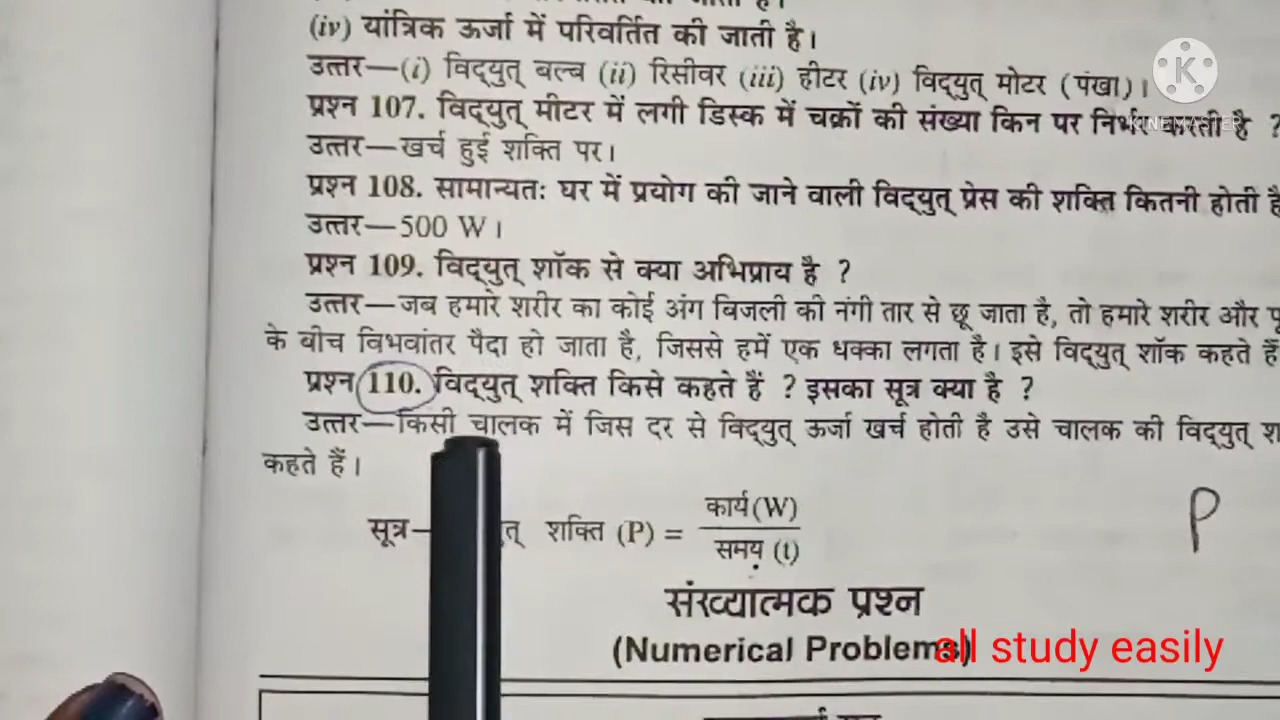 (iv) यांत्रिक ऊर्जा में परिवर्तित की जाती है।
उत्तर—(i) विद्युत् बल्ब (ii) रिसीवर (iii) हीटर (iv) विद्युत् मोटर (पंखा)।
प्रश्न 107. विद्युत् मीटर में लगी डिस्क में चक्रों की संख्या किन पर निर्भर करती है ?
KINEMASTER
उत्तर—खर्च हुई शक्ति पर।
प्रश्न 108. सामान्यतः घर में प्रयोग की जाने वाली विद्युत् प्रेस की शक्ति कितनी होती है
उत्तर—500 W।
प्रश्न 109. विद्युत् शॉक से क्या अभिप्राय है ?
उत्तर—जब हमारे शरीर का कोई अंग बिजली की नंगी तार से छू जाता है, तो हमारे शरीर और
के बीच विभवांतर पैदा हो जाता है, जिससे हमें एक धक्का लगता है। इसे विद्युत् शॉक कहते हैं
प्रश्न 110. विद्युत् शक्ति किसे कहते हैं ? इसका सूत्र क्या है ?
उत्तर—किसी चालक में जिस दर से विद्युत् ऊर्जा खर्च होती है उसे चालक की विद्युत्
कहते हैं।
सूत्र— शक्ति (P) = कार्य(W)
समय (t)
P
संख्यात्मक प्रश्न
(Numerical Problems)
all study easily